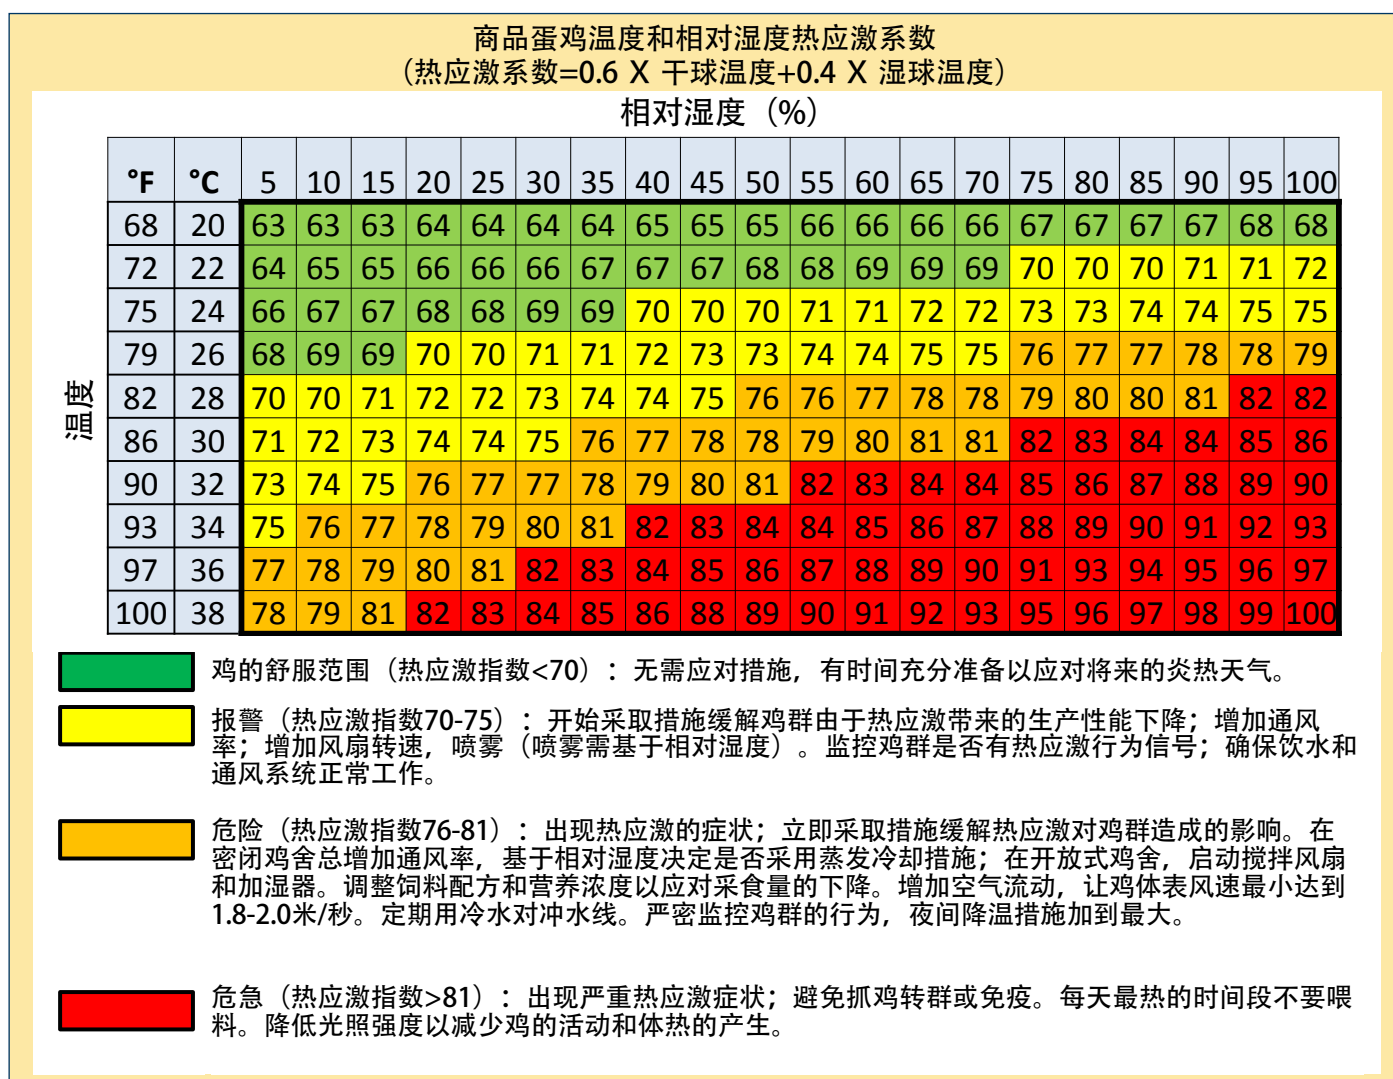 商品蛋鸡温度和相对湿度热应激系数
（热应激系数=0.6 X 干球温度+0.4 X 湿球温度）
相对湿度（%）
温度
°F °C 5 10 15 20 25 30 35 40 45 50 55 60 65 70 75 80 85 90 95 100
68 20 63 63 63 64 64 64 64 65 65 65 66 66 66 66 67 67 67 67 68 68
72 22 64 65 65 66 66 66 67 67 67 68 68 69 69 69 70 70 70 71 71 72
75 24 66 67 67 68 68 69 69 70 70 70 71 71 72 72 73 73 74 74 75 75
79 26 68 69 69 70 70 71 71 72 73 73 74 74 75 75 76 77 77 78 78 79
82 28 70 70 71 72 72 73 74 74 75 76 76 77 78 78 79 80 80 81 82 82
86 30 71 72 73 74 74 75 76 77 78 78 79 80 81 81 82 83 84 84 85 86
90 32 73 74 75 76 77 77 78 79 80 81 82 83 84 84 85 86 87 88 89 90
93 34 75 76 77 78 79 80 81 82 83 84 84 85 86 87 88 89 90 91 92 93
97 36 77 78 79 80 81 82 83 84 85 86 87 88 89 90 91 93 94 95 96 97
100 38 78 79 81 82 83 84 85 86 88 89 90 91 92 93 95 96 97 98 99 100
鸡的舒服范围（热应激指数<70）：无需应对措施，有时间充分准备以应对将来的炎热天气。
报警（热应激指数70-75）：开始采取措施缓解鸡群由于热应激带来的生产性能下降；增加通风
率；增加风扇转速，喷雾（喷雾需基于相对湿度）。监控鸡群是否有热应激行为信号；确保饮水和
通风系统正常工作。
危险（热应激指数76-81）：出现热应激的症状；立即采取措施缓解热应激对鸡群造成的影响。在
密闭鸡舍总增加通风率，基于相对湿度决定是否采用蒸发冷却措施；在开放式鸡舍，启动搅拌风扇
和加湿器。调整饲料配方和营养浓度以应对采食量的下降。增加空气流动，让鸡体表风速最小达到
1.8-2.0米/秒。定期用冷水对冲水线。严密监控鸡群的行为，夜间降温措施加到最大。
危急（热应激指数>81）：出现严重热应激症状；避免抓鸡转群或免疫。每天最热的时间段不要喂
料。降低光照强度以减少鸡的活动和体热的产生。